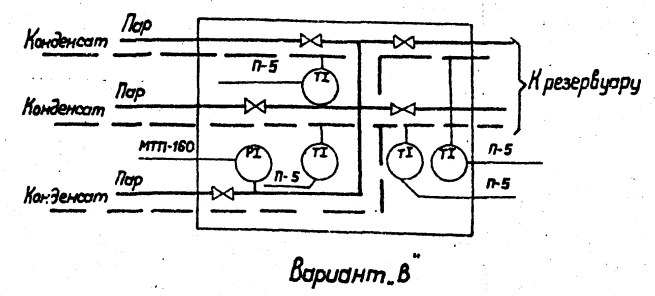 Пар
Конденсат
П-5
TI
К резервуару
Пар
Конденсат
МТП-160
PI
TI
TI
TI
П-5
П-5
П-5
Пар
Конденсат
Вариант „В"